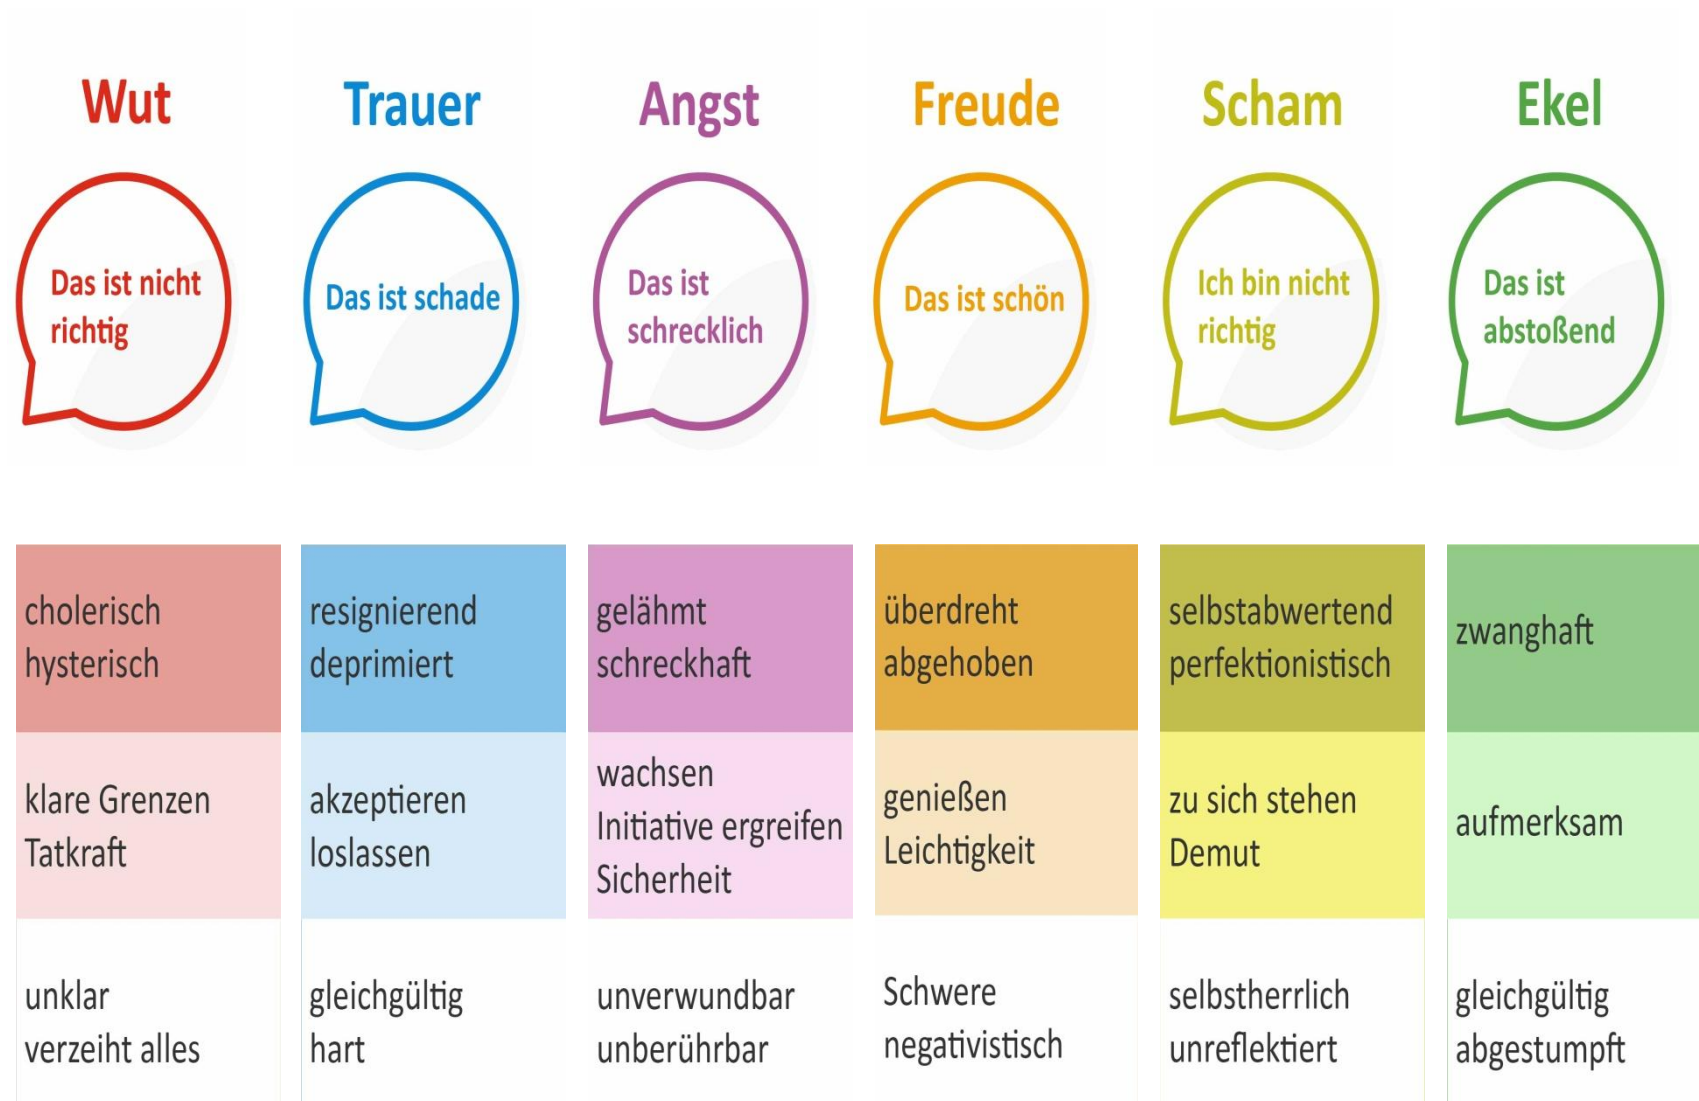 Wut
Trauer
Angst
Freude
Scham
Ekel
Das ist nicht
richtig
Das ist schade
Das ist
schrecklich
Das ist schön
Ich bin nicht
richtig
Das ist
abstoßend
cholerisch
hysterisch
resignierend
deprimiert
gelähmt
schreckhaft
überdreht
abgehoben
selbstabwertend
perfektionistisch
zwanghaft
klare Grenzen
Tatkraft
akzeptieren
loslassen
wachsen
Initiative ergreifen
Sicherheit
genießen
Leichtigkeit
zu sich stehen
Demut
aufmerksam
unklar
verzeiht alles
gleichgültig
hart
unverwundbar
unberührbar
Schwere
negativistisch
selbstherrlich
unreflektiert
gleichgültig
abgestumpft